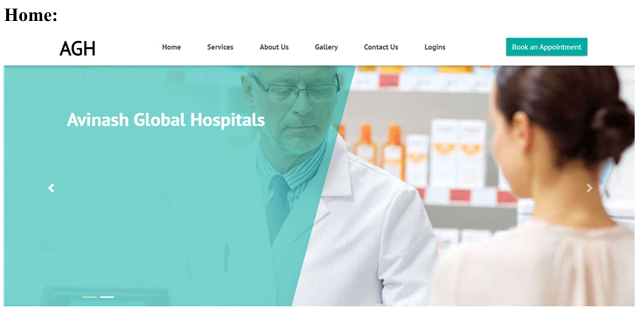 Home:
AGH Home Services About Us Gallery Contact Us Logins Book an Appointment
Avinash Global Hospitals